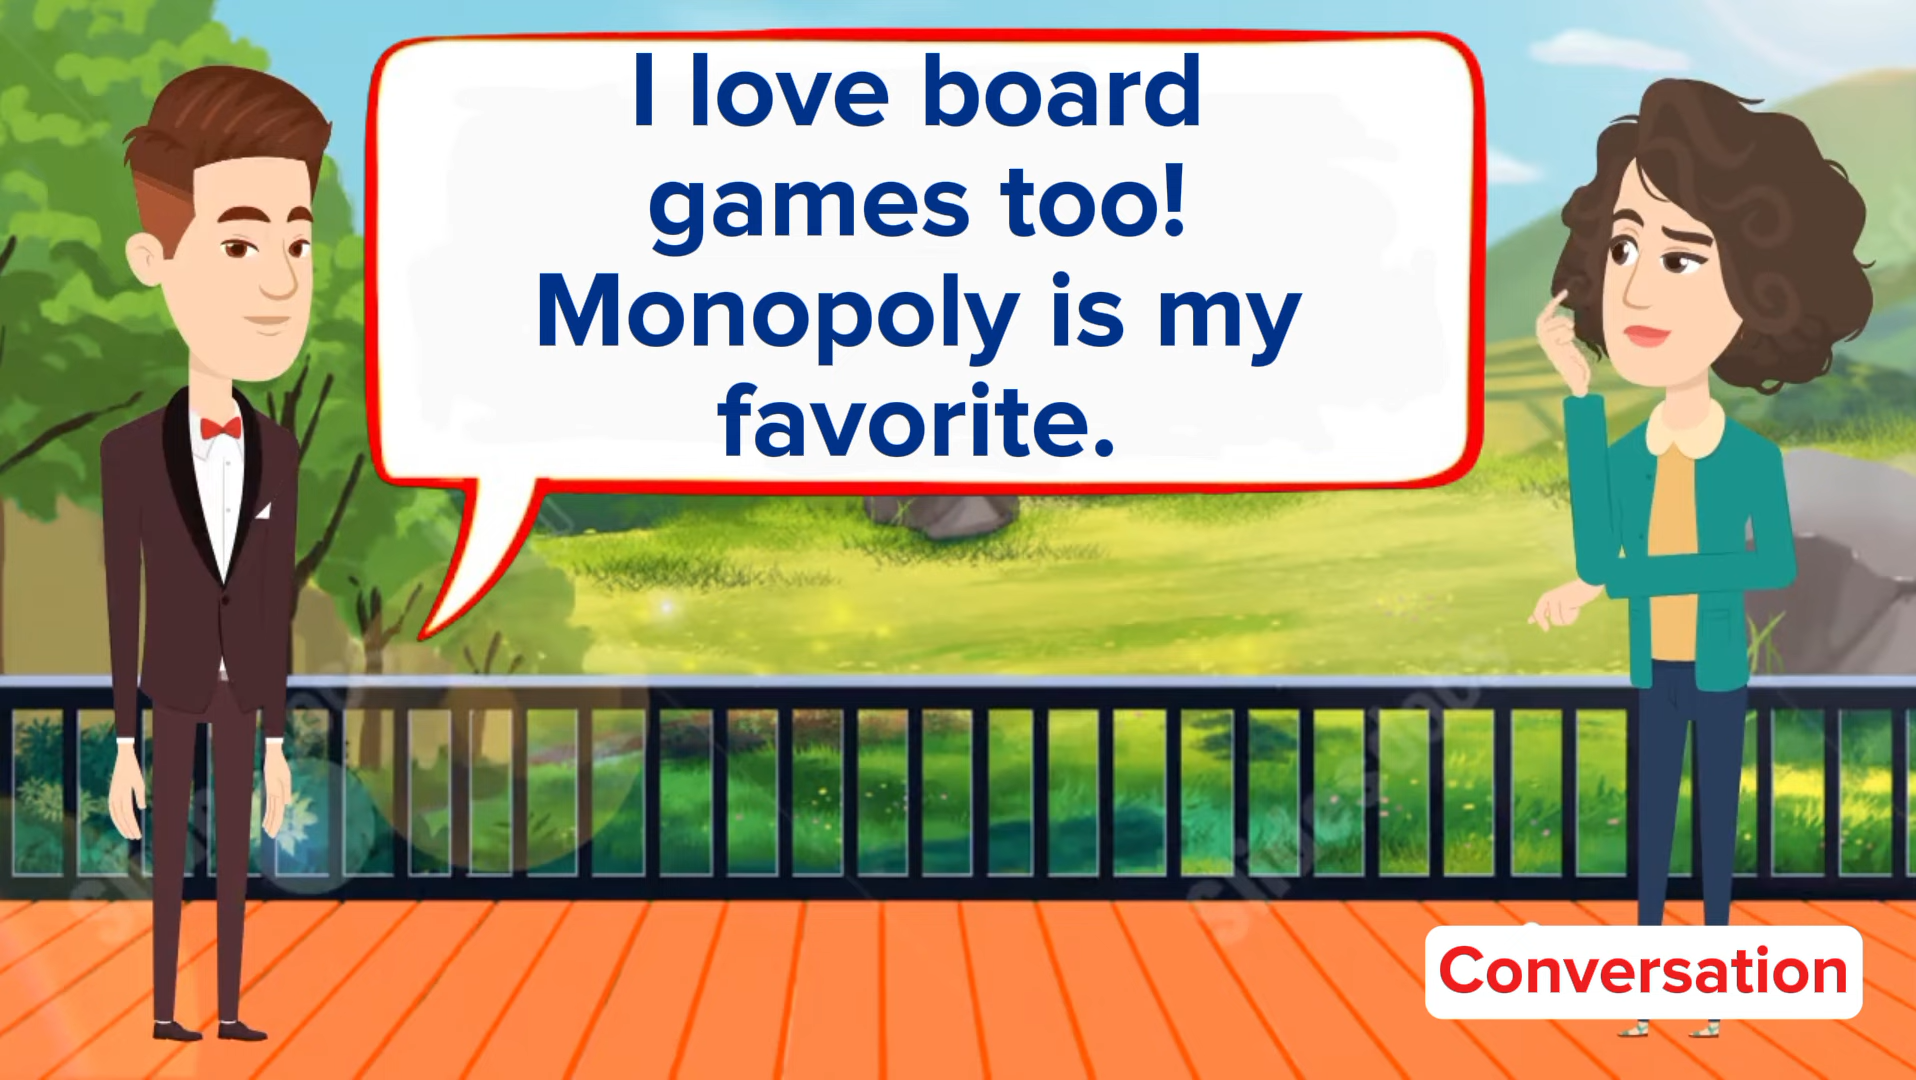 I love board
games too!
Monopoly is my
favorite.
Conversation